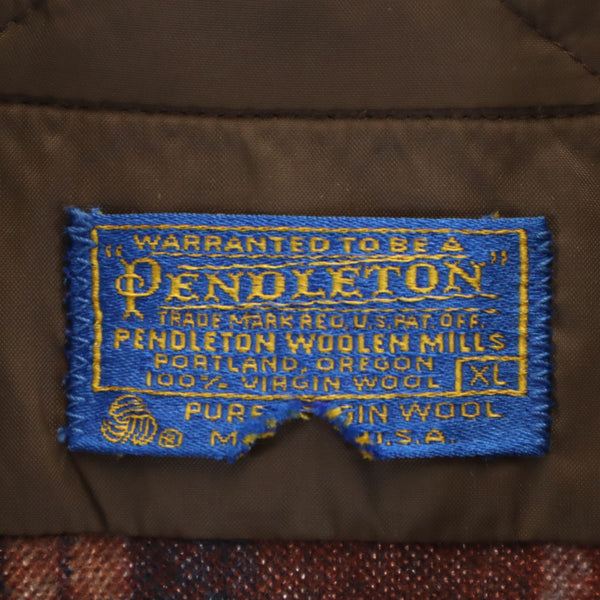 WARRANTED TO BE A
"PENDLETON"
TRADE MARK REG. U.S. PAT. OFF.
PENDLETON WOOLEN MILLS
PORTLAND, OREGON
100% VIRGIN WOOL XL
PURE WOOL
U.S.A.